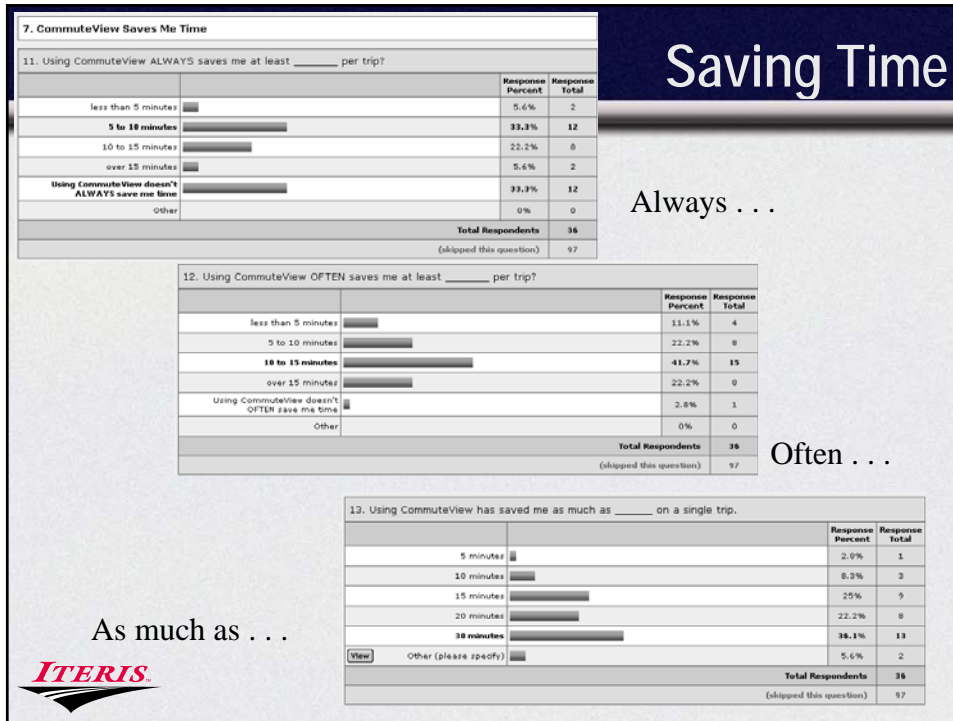 Saving Time
7. CommuteView Saves Me Time
11. Using CommuteView ALWAYS saves me at least _______ per trip?
Response Percent Response Total
less than 5 minutes 5.6% 2
5 to 10 minutes 33.3% 12
10 to 15 minutes 22.2% 8
over 15 minutes 5.6% 2
Using CommuteView doesn't
ALWAYS save me time 33.3% 12
Other 0% 0
Total Respondents 36
(skipped this question) 97
Always . . .
12. Using CommuteView OFTEN saves me at least _______ per trip?
Response Percent Response Total
less than 5 minutes 11.1% 4
5 to 10 minutes 22.2% 8
10 to 15 minutes 41.7% 15
over 15 minutes 22.2% 8
Using CommuteView doesn't
OFTEN save me time 2.8% 1
Other 0% 0
Total Respondents 36
(skipped this question) 97
Often . . .
13. Using CommuteView has saved me as much as ______ on a single trip.
Response Percent Response Total
5 minutes 2.8% 1
10 minutes 8.3% 3
15 minutes 25% 9
20 minutes 22.2% 8
30 minutes 36.1% 13
View Other (please specify) 5.6% 2
Total Respondents 36
(skipped this question) 97
As much as . . .
ITERIS